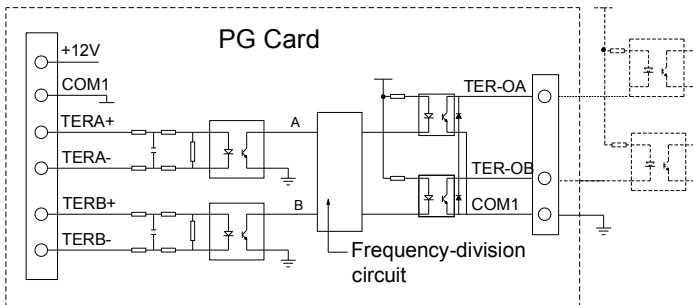 PG Card
+12V
COM1
TERA+
TERA-
TERB+
TERB-
A
B
TER-OA
TER-OB
COM1
Frequency-division
circuit